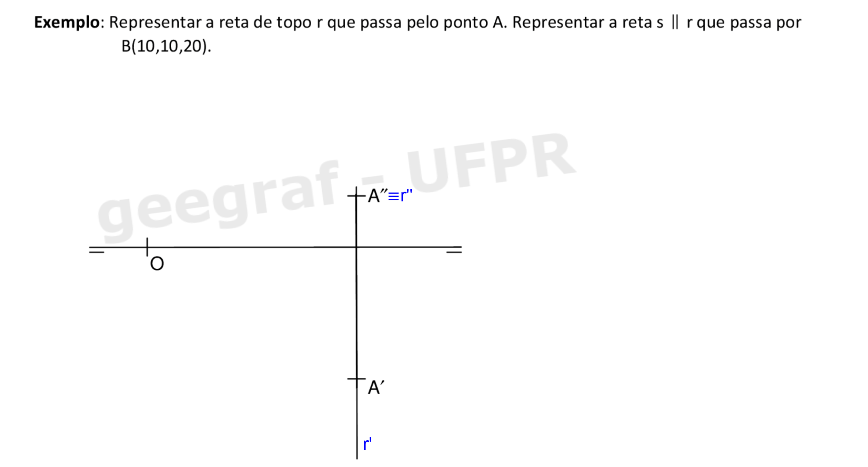 Exemplo: Representar a reta de topo r que passa pelo ponto A. Representar a reta s || r que passa por
B(10,10,20).
geegraf - UFPR
A″≡r"
O
A′
r'